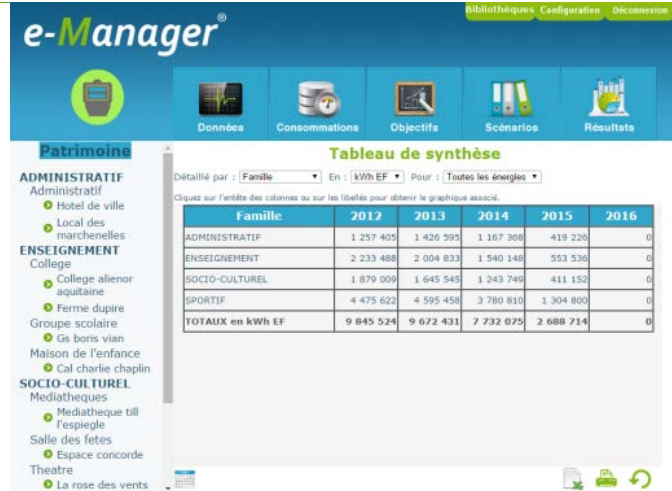 Bibliothèques Configuration Déconnexion
e-Manager®
Données Consommations Objectifs Scénarios Résultats
Patrimoine
ADMINISTRATIF
Administratif
Hotel de ville
Local des
marchenelles
ENSEIGNEMENT
College
College alienor
aquitaine
Ferme dupire
Groupe scolaire
Gs boris vian
Maison de l'enfance
Cal charlie chaplin
SOCIO-CULTUREL
Mediatheques
Mediatheque till
l'espiegle
Salle des fetes
Espace concorde
Theatre
La rose des vents
Tableau de synthèse
Détaillé par : Famille En : kWh EF Pour : Toutes les énergies
Cliquez sur l'entête des colonnes ou sur les libellés pour obtenir le graphique associé.
Famille 2012 2013 2014 2015 2016
ADMINISTRATIF 1 257 405 1 426 595 1 167 368 419 226 0
ENSEIGNEMENT 2 233 488 2 004 833 1 540 148 553 536 0
SOCIO-CULTUREL 1 879 009 1 645 545 1 243 749 411 152 0
SPORTIF 4 475 622 4 595 458 3 780 810 1 304 800 0
TOTAUX en kWh EF 9 845 524 9 672 431 7 732 075 2 688 714 0